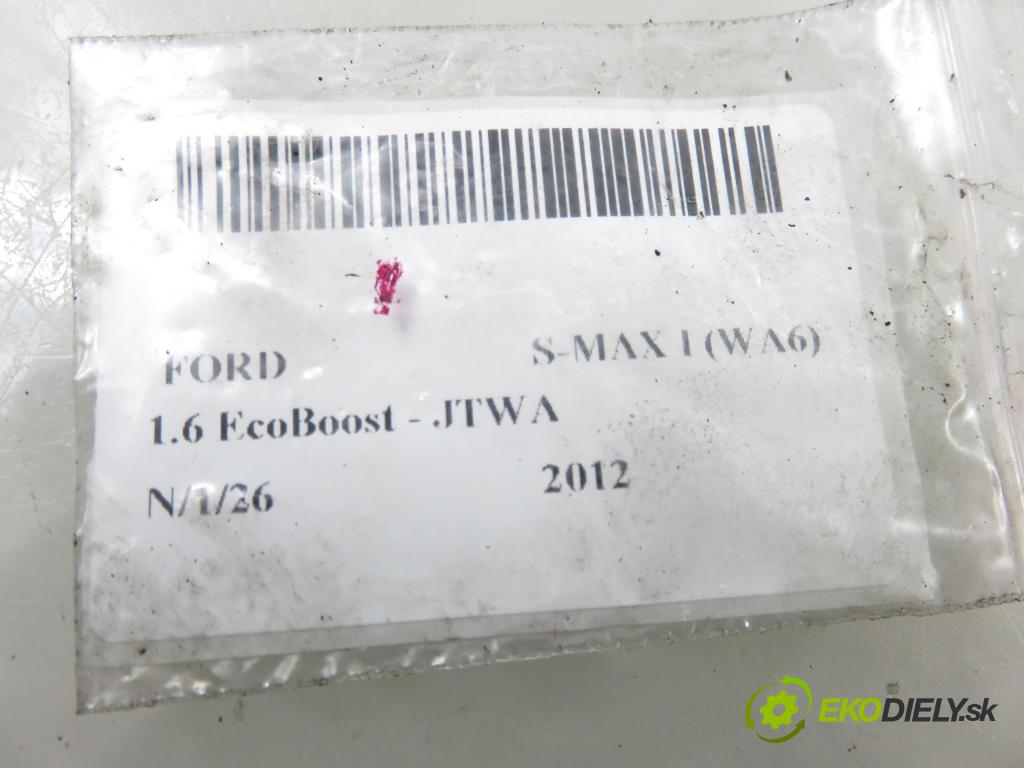 FORD S-MAX I (WA6)
1.6 EcoBoost - JTWA
N/1/26 2012
EKODIELY.sk